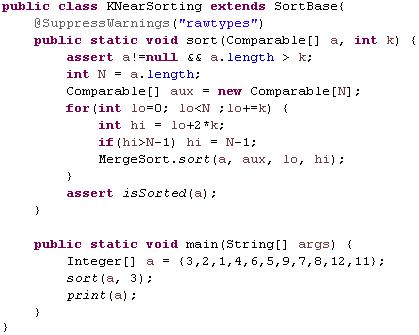 public class KNearSorting extends SortBase{
    @SuppressWarnings("rawtypes")
    public static void sort(Comparable[] a, int k) {
        assert a!=null && a.length > k;
        int N = a.length;
        Comparable[] aux = new Comparable[N];
        for(int lo=0; lo<N ;lo+=k) {
            int hi = lo+2*k;
            if(hi>N-1) hi = N-1;
            MergeSort.sort(a, aux, lo, hi);
        }
        assert isSorted(a);
    }

    public static void main(String[] args) {
        Integer[] a = {3,2,1,4,6,5,9,7,8,12,11};
        sort(a, 3);
        print(a);
    }
}